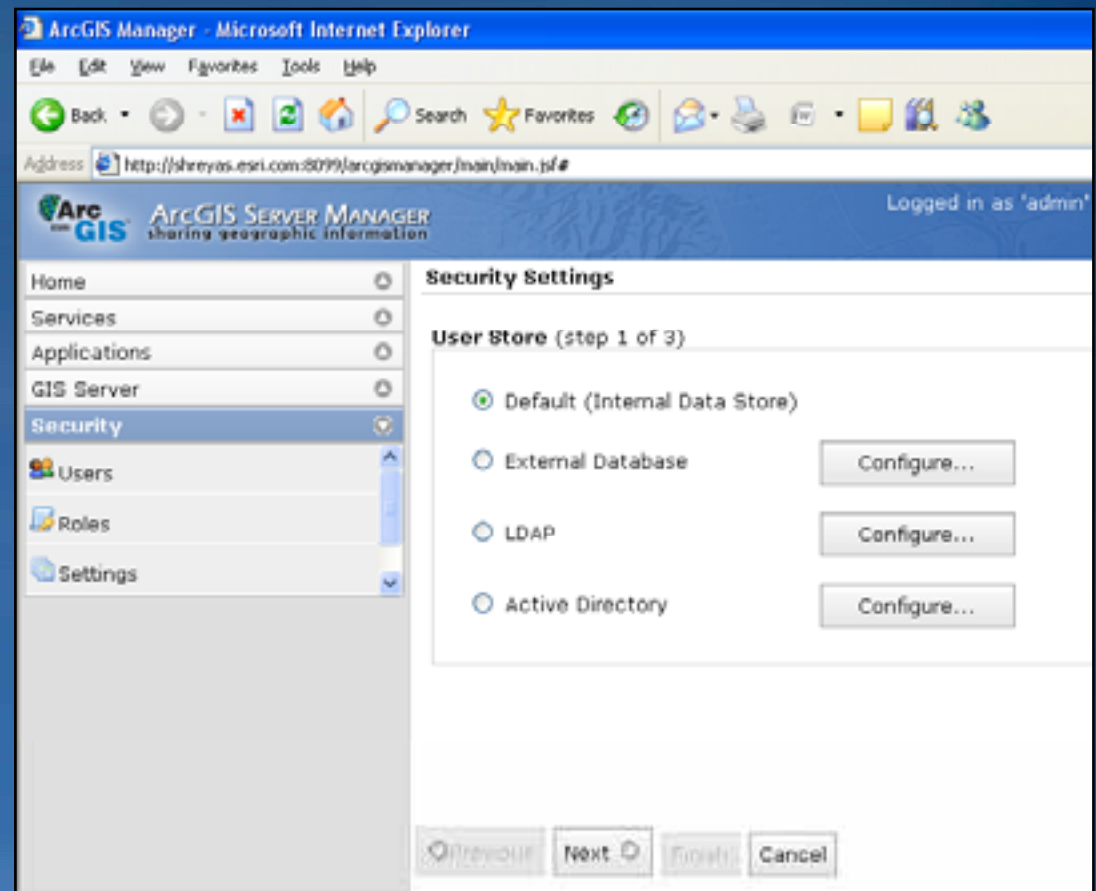 ArcGIS Manager - Microsoft Internet Explorer
File Edit View Favorites Tools Help
Back Search Favorites
Address http://shreyas.esri.com:8099/arcgismanager/main/main.jsf#
Arc GIS ArcGIS Server Manager Logged in as 'admin'
sharing geographic information
Home
Services
Applications
GIS Server
Security
Users
Roles
Settings
Security Settings
User Store (step 1 of 3)
Default (Internal Data Store)
External Database Configure...
LDAP Configure...
Active Directory Configure...
Previous Next Finish Cancel